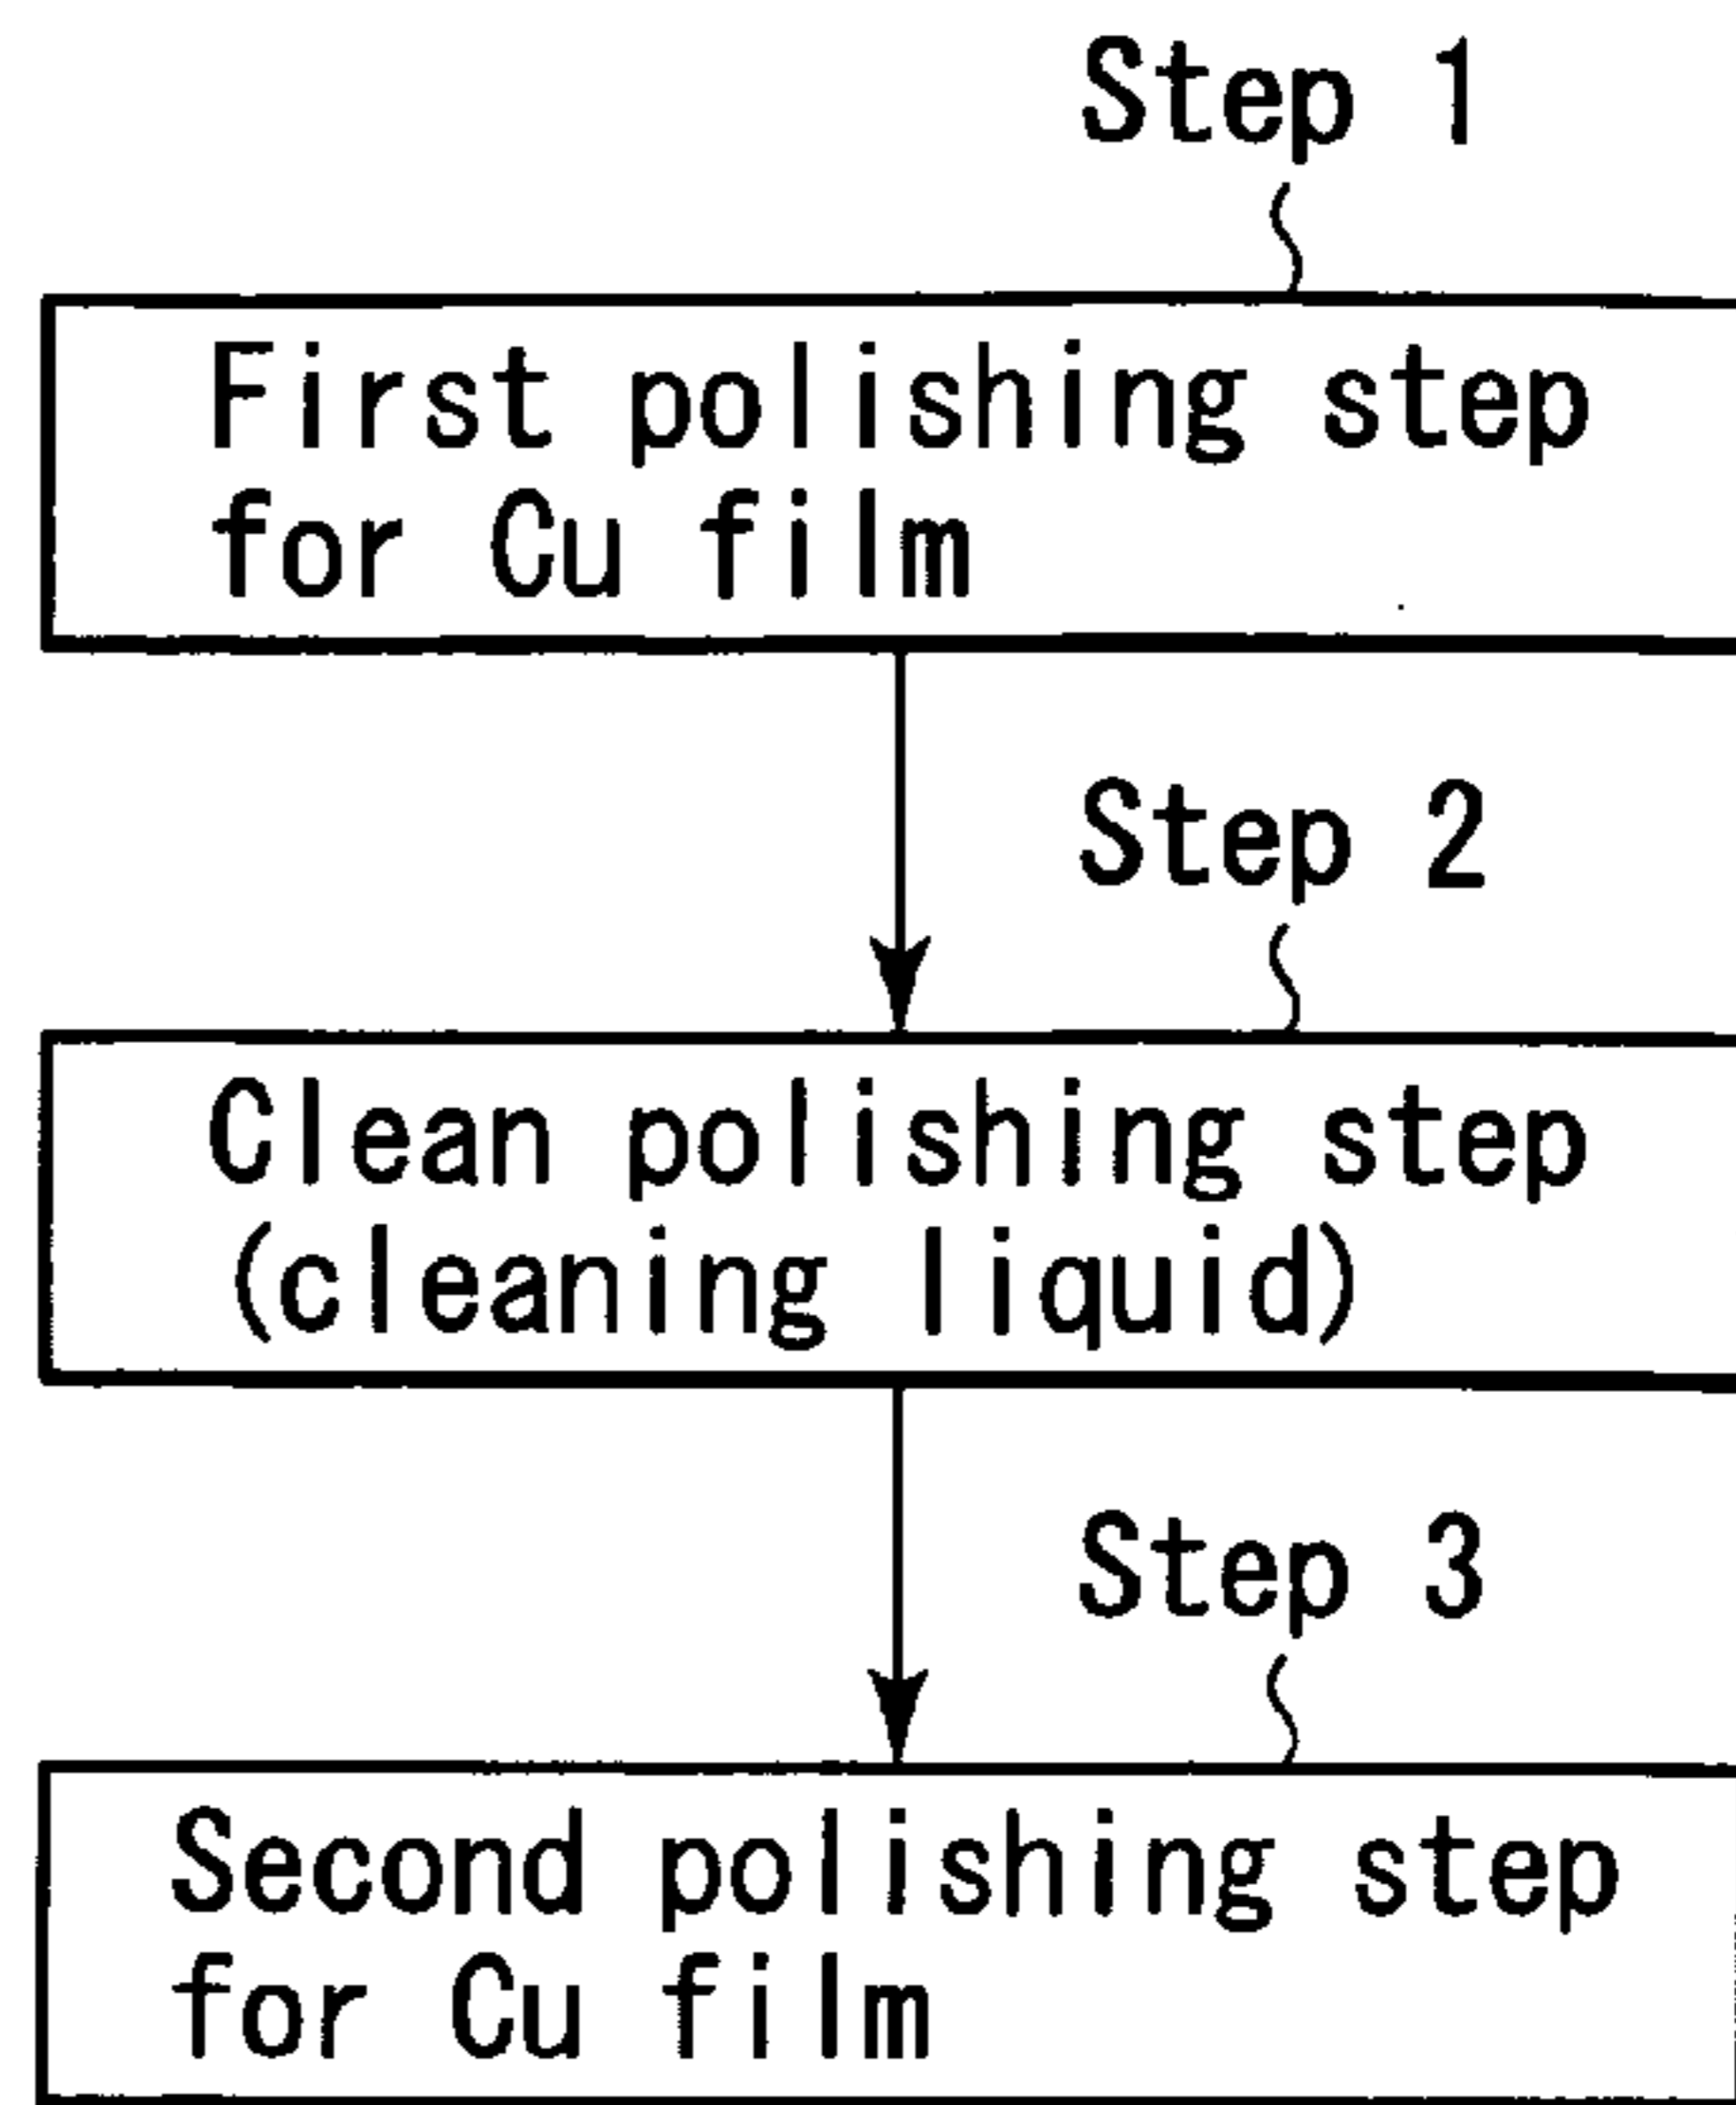 Step 1
First polishing step
for Cu film
Step 2
Clean polishing step
(cleaning liquid)
Step 3
Second polishing step
for Cu film